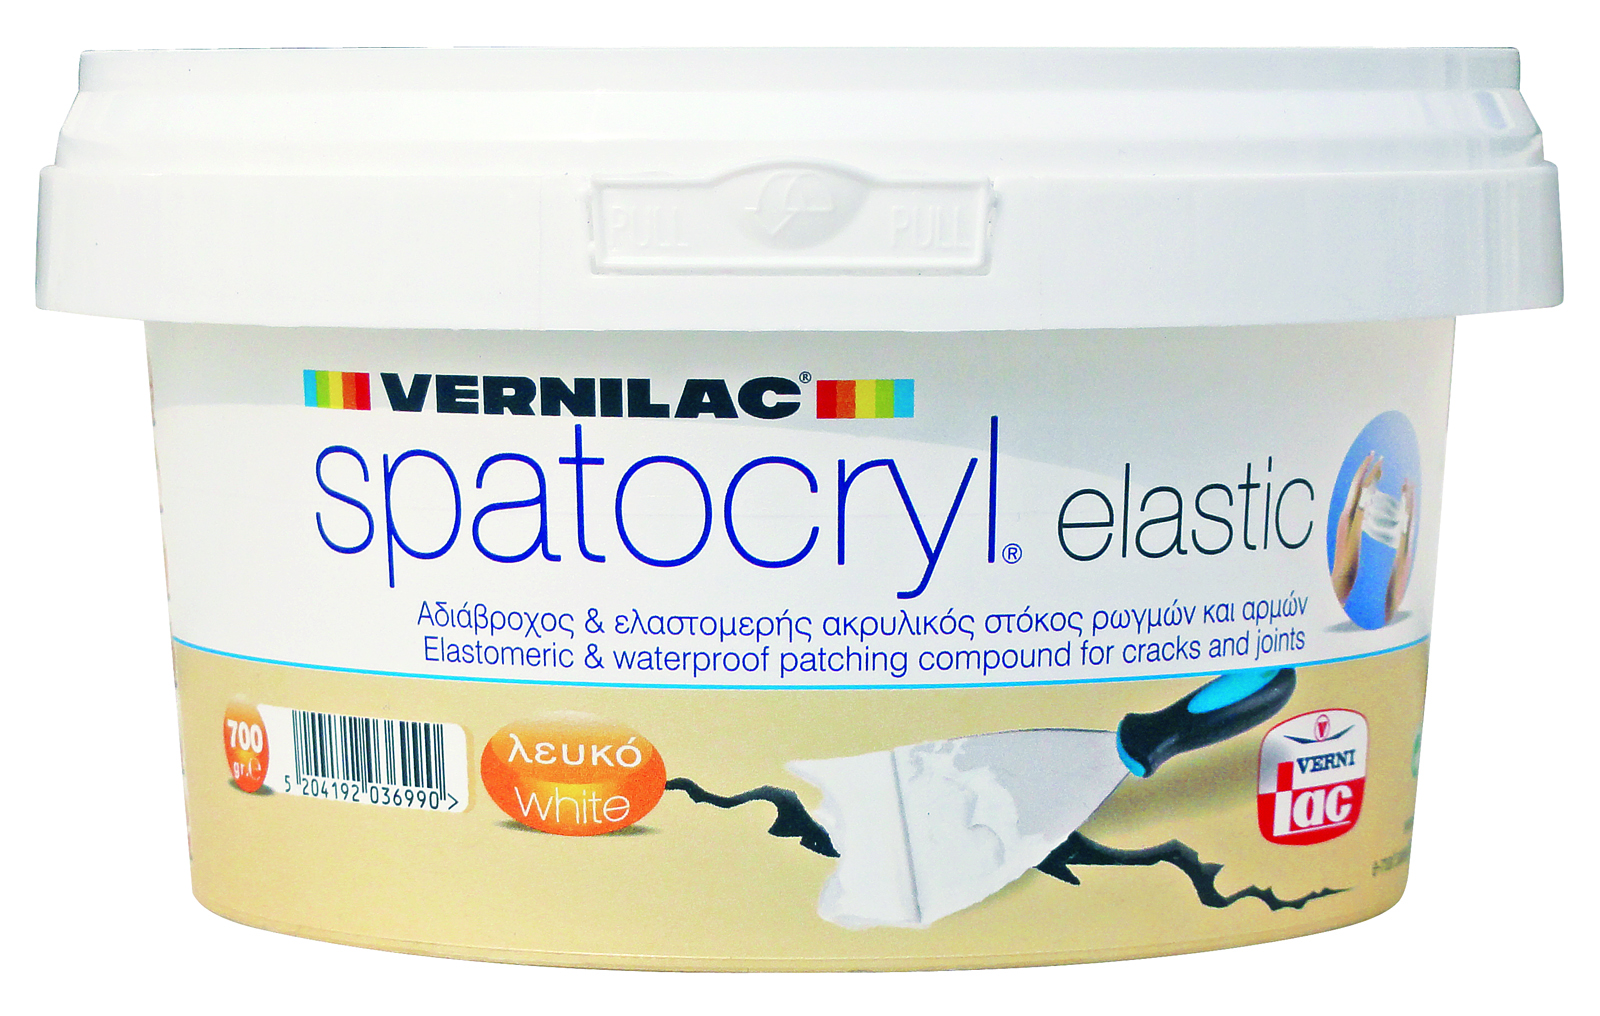 PULL PULL
VERNILAC®
spatocryl® elastic
Αδιάβροχος & ελαστομερής ακρυλικός στόκος ρωγμών και αρμών
Elastomeric & waterproof patching compound for cracks and joints
700
gr.℮
5 204192 036990 >
λευκό
white
VERNI
lac